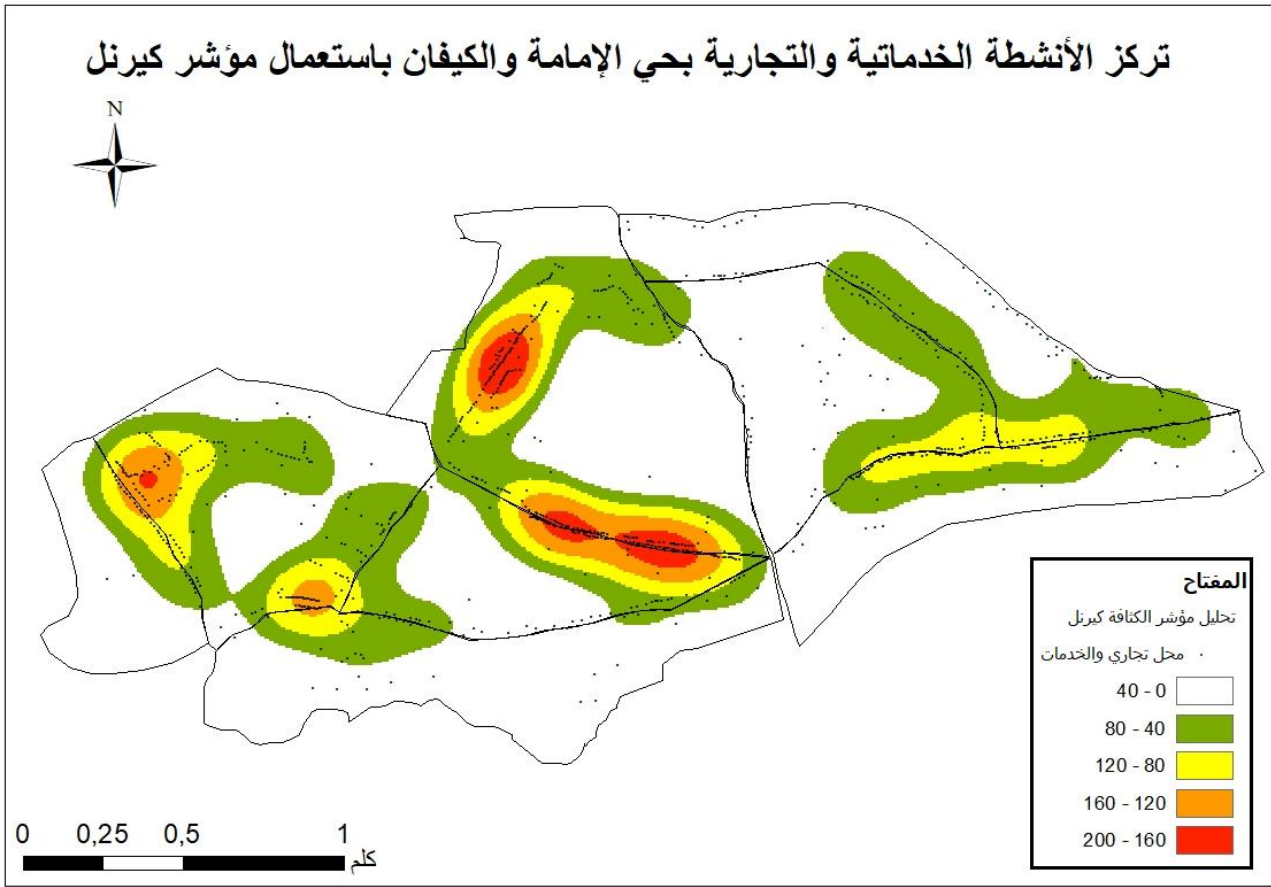 تركز الأنشطة الخدماتية والتجارية بحي الإمامة والكيفان باستعمال مؤشر كيرنل
N
المفتاح
تحليل مؤشر الكثافة كيرنل
محل تجاري والخدمات
40 - 0
80 - 40
120 - 80
160 - 120
200 - 160
0 0,25 0,5 1
كلم